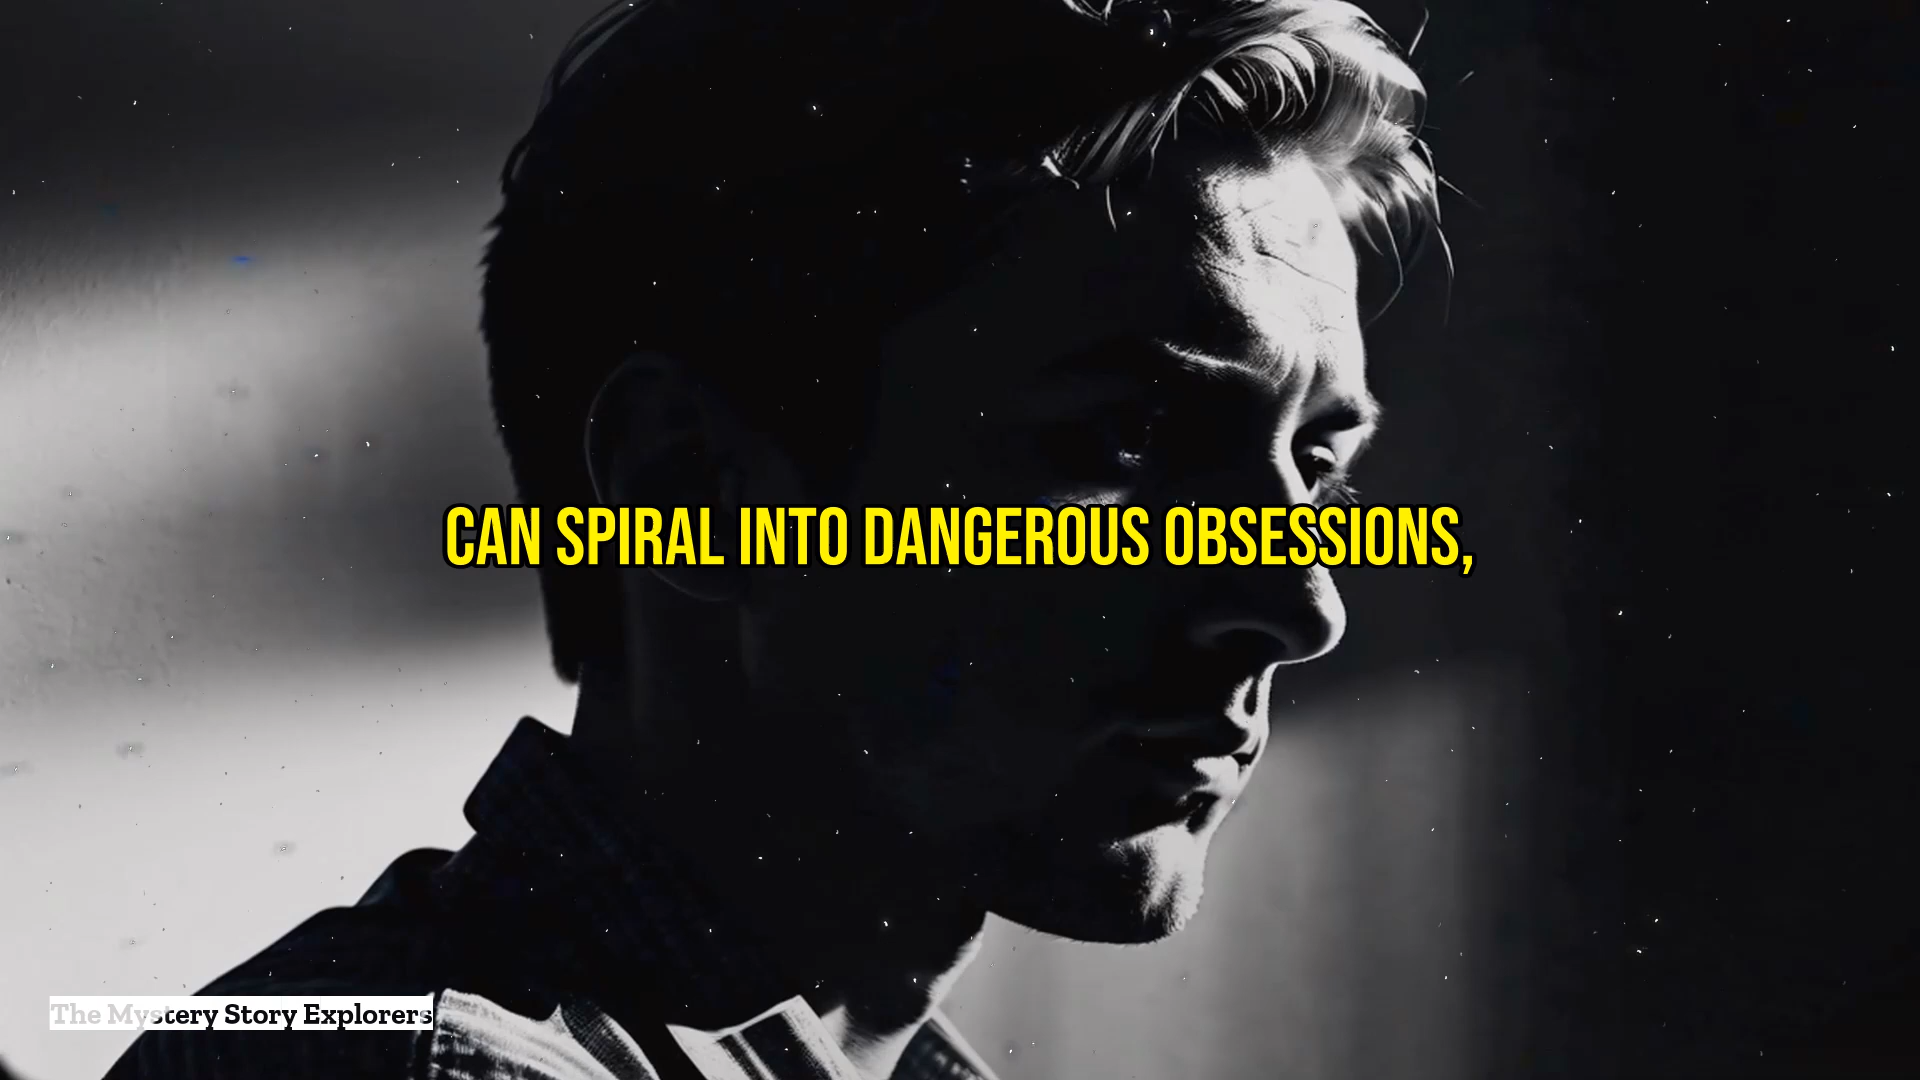 CAN SPIRAL INTO DANGEROUS OBSESSIONS,
The Mystery Story Explorers